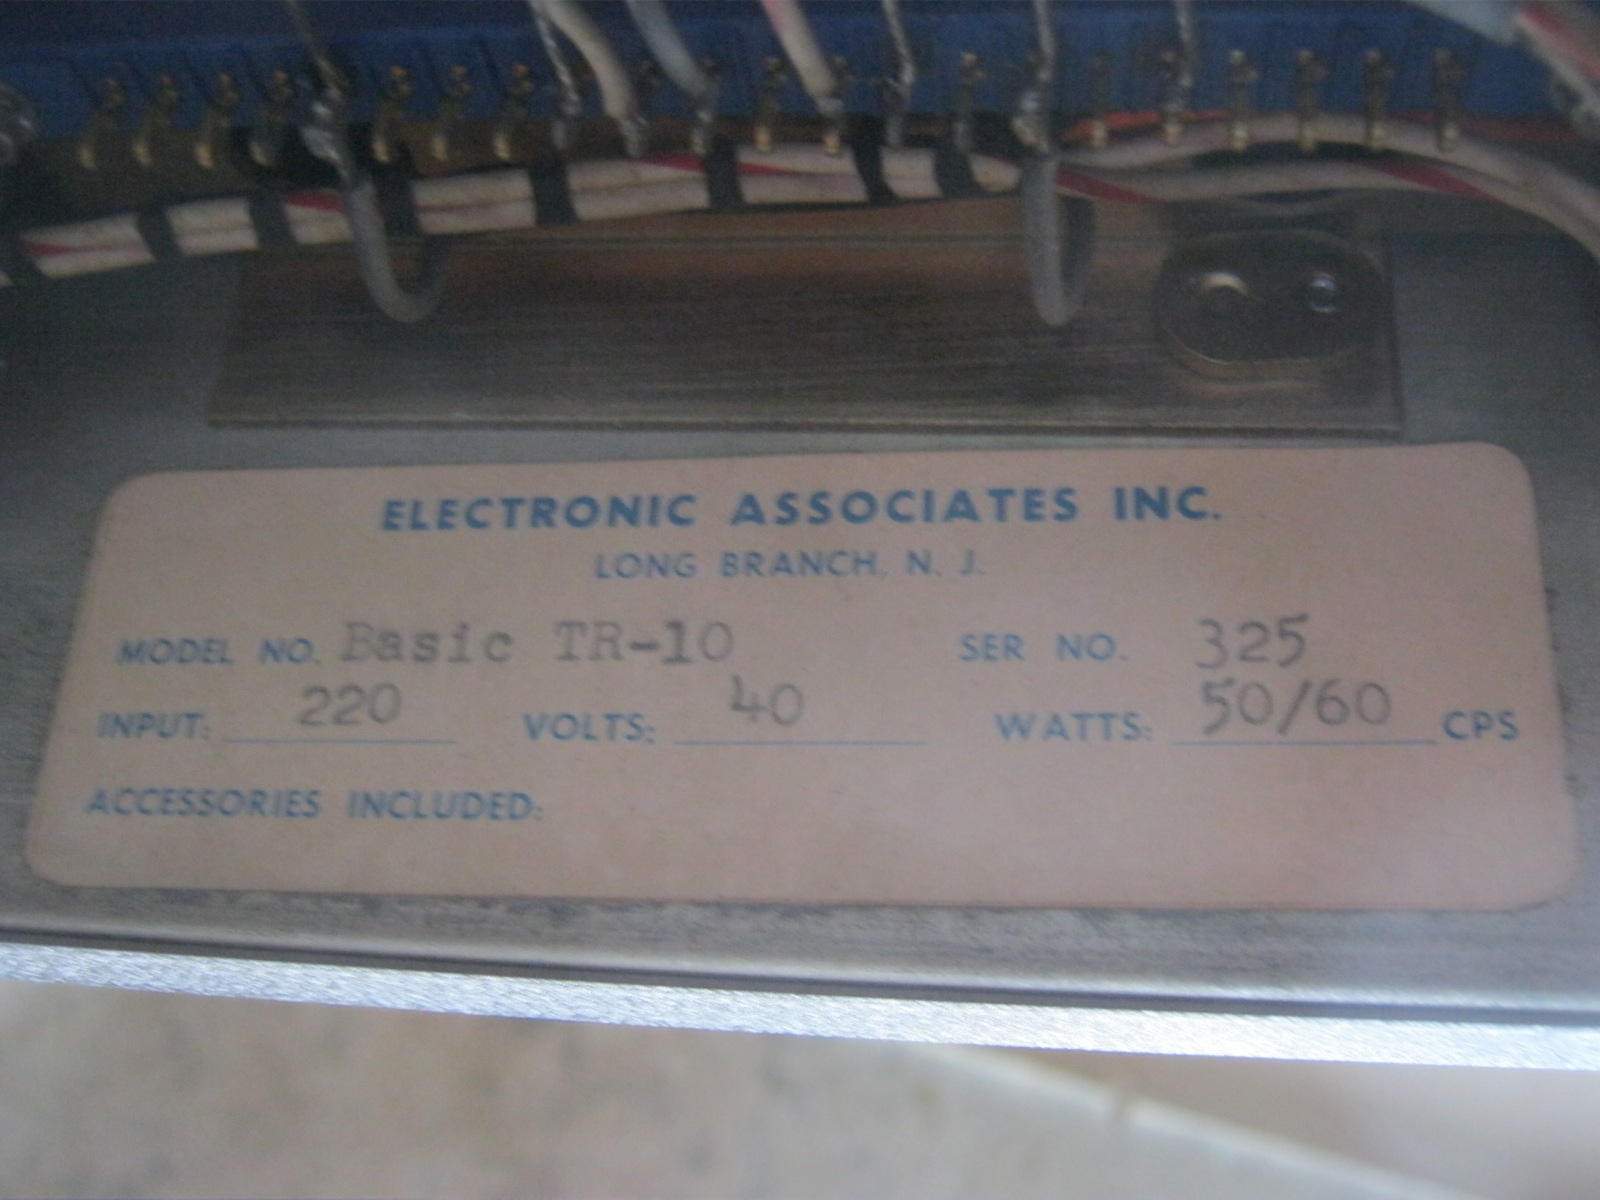 ELECTRONIC ASSOCIATES INC.
LONG BRANCH, N. J.
MODEL NO. Basic TR-10 SER NO. 325
INPUT: 220 VOLTS: 40 WATTS: 50/60 CPS
ACCESSORIES INCLUDED: